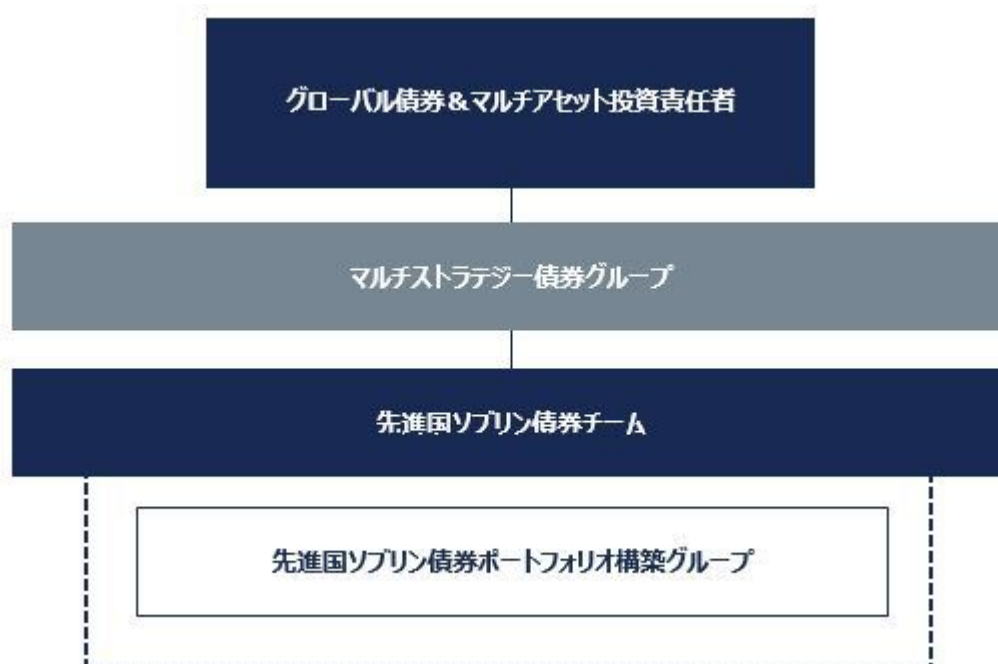 グローバル債券&マルチアセット投資責任者
マルチストラテジー債券グループ
先進国ソブリン債券チーム
先進国ソブリン債券ポートフォリオ構築グループ